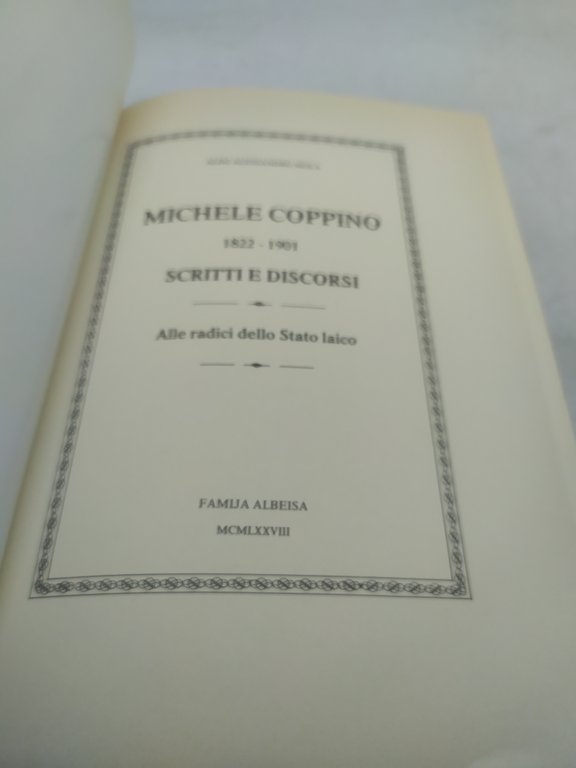 MICHELE COPPINO
1822 - 1901
SCRITTI E DISCORSI
Alle radici dello Stato laico
FAMIJA ALBEISA
MCMLXXVIII